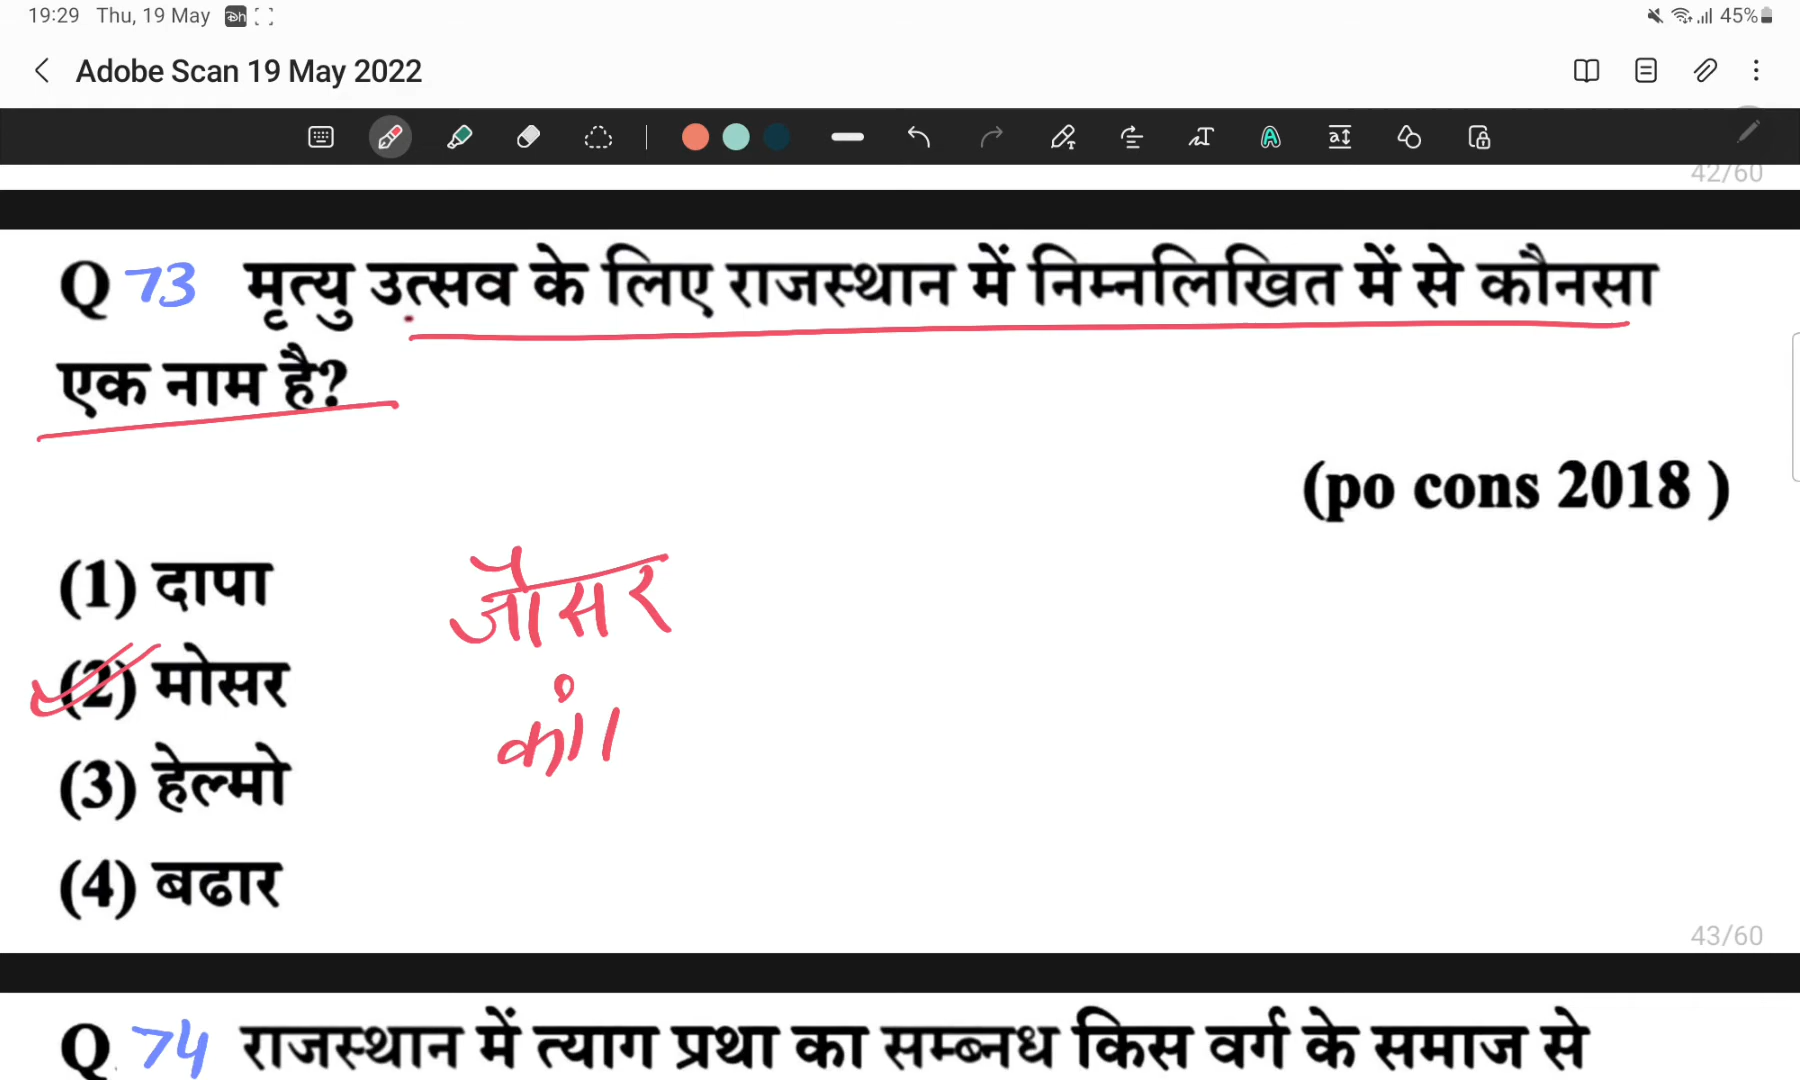 19:29 Thu, 19 May 45%
Adobe Scan 19 May 2022
42/60
Q 73 मृत्यु उत्सव के लिए राजस्थान में निम्नलिखित में से कौनसा
एक नाम है?
(po cons 2018 )
(1) दापा
जौसर
(2) मोसर
(3) हेल्मो
(4) बढार
43/60
Q 74 राजस्थान में त्याग प्रथा का सम्ब्नध किस वर्ग के समाज से